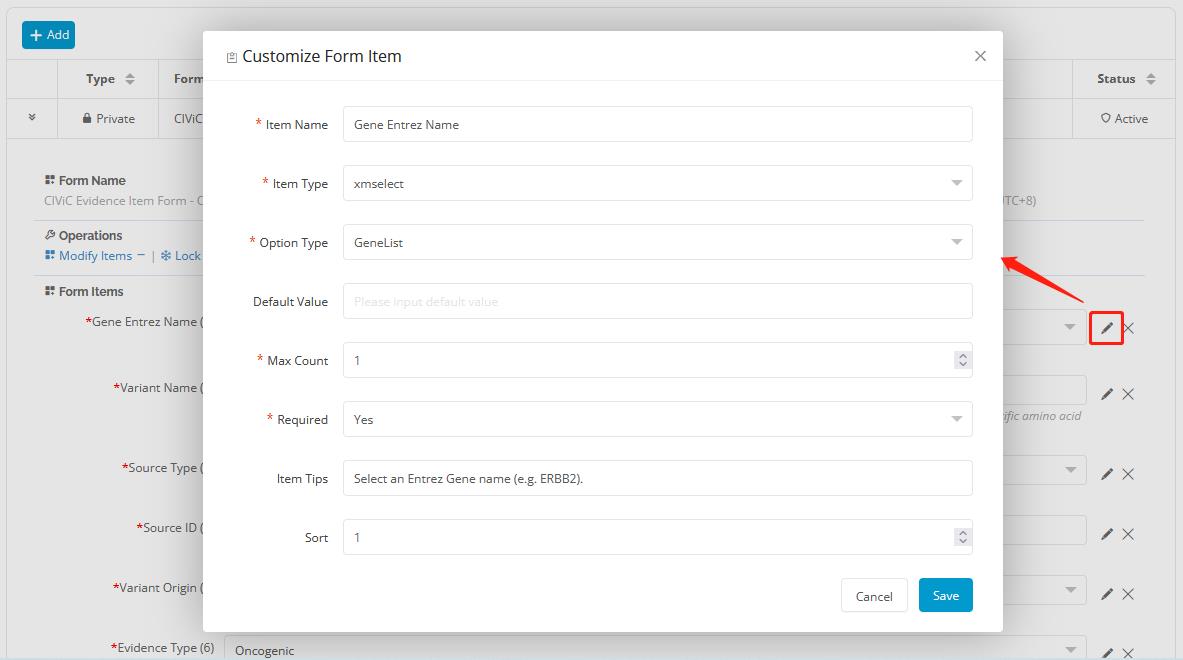 Add
Customize Form Item
Type
Form
Status
Private
CIViC
Active
Item Name
Gene Entrez Name
Item Type
xmselect
Form Name
CIViC Evidence Item Form - C
TC+8)
Operations
Option Type
GeneList
Modify Items
Lock
Form Items
Default Value
Please input default value
*Gene Entrez Name (
* Max Count
1
*Variant Name (
ific amino acid
* Required
Yes
*Source Type (
Item Tips
Select an Entrez Gene name (e.g. ERBB2).
*Source ID (
Sort
1
*Variant Origin (
Cancel
Save
*Evidence Type (6)
Oncogenic